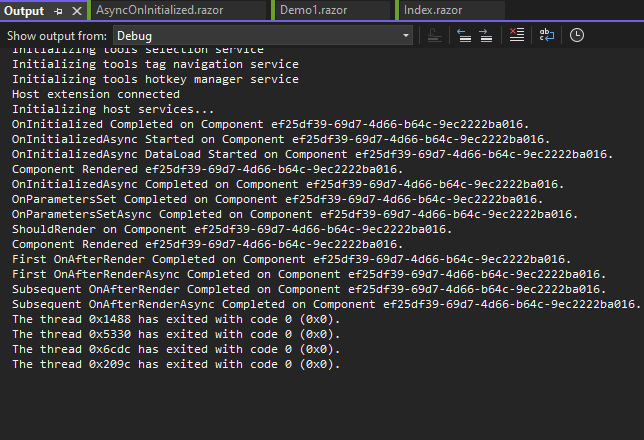 Output
AsyncOnInitialized.razor
Demo1.razor
Index.razor
Show output from: Debug
Initializing tools selection service
Initializing tools tag navigation service
Initializing tools hotkey manager service
Host extension connected
Initializing host services...
OnInitialized Completed on Component ef25df39-69d7-4d66-b64c-9ec2222ba016.
OnInitializedAsync Started on Component ef25df39-69d7-4d66-b64c-9ec2222ba016.
OnInitializedAsync DataLoad Started on Component ef25df39-69d7-4d66-b64c-9ec2222ba016.
Component Rendered ef25df39-69d7-4d66-b64c-9ec2222ba016.
OnInitializedAsync Completed on Component ef25df39-69d7-4d66-b64c-9ec2222ba016.
OnParametersSet Completed on Component ef25df39-69d7-4d66-b64c-9ec2222ba016.
OnParametersSetAsync Completed on Component ef25df39-69d7-4d66-b64c-9ec2222ba016.
ShouldRender on Component ef25df39-69d7-4d66-b64c-9ec2222ba016.
Component Rendered ef25df39-69d7-4d66-b64c-9ec2222ba016.
First OnAfterRender Completed on Component ef25df39-69d7-4d66-b64c-9ec2222ba016.
First OnAfterRenderAsync Completed on Component ef25df39-69d7-4d66-b64c-9ec2222ba016.
Subsequent OnAfterRender Completed on Component ef25df39-69d7-4d66-b64c-9ec2222ba016.
Subsequent OnAfterRenderAsync Completed on Component ef25df39-69d7-4d66-b64c-9ec2222ba016.
The thread 0x1488 has exited with code 0 (0x0).
The thread 0x5330 has exited with code 0 (0x0).
The thread 0x6cdc has exited with code 0 (0x0).
The thread 0x209c has exited with code 0 (0x0).